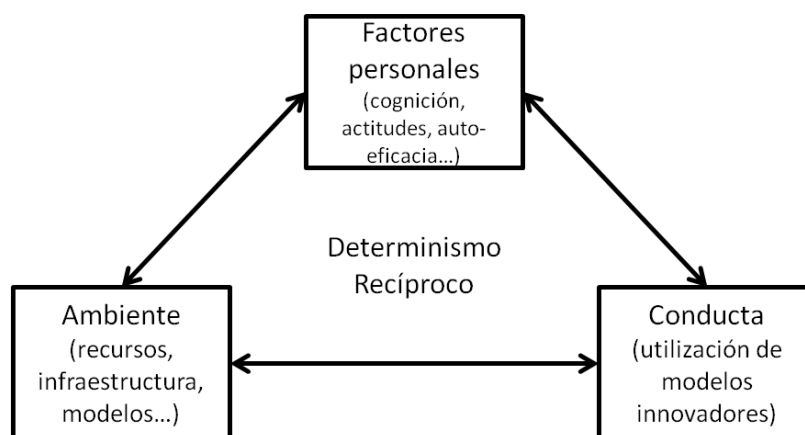 Factores
personales
(cognición,
actitudes, auto-
eficacia...)
Determinismo
Recíproco
Ambiente
(recursos,
infraestructura,
modelos...)
Conducta
(utilización de
modelos
innovadores)